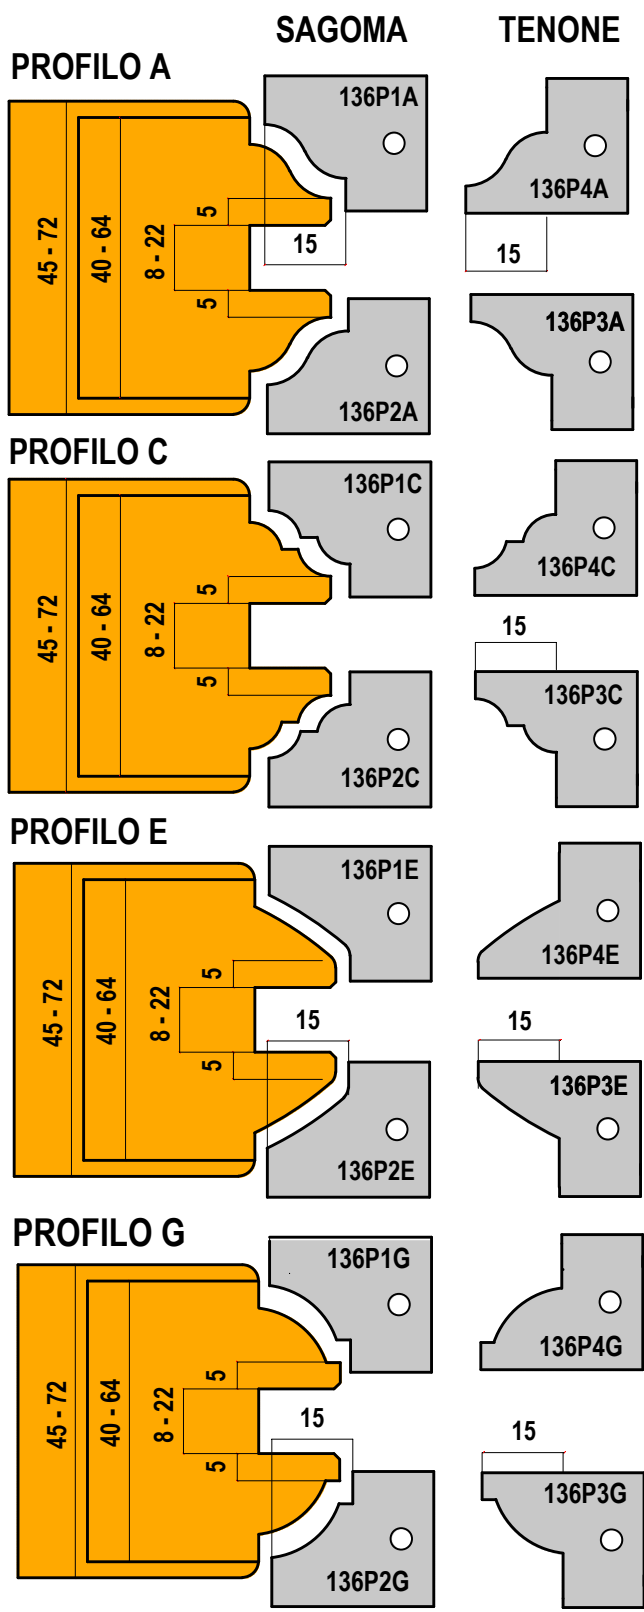 SAGOMA TENONE
PROFILO A
136P1A
136P4A
45 - 72
40 - 64
8 - 22
5
5
15
15
136P2A
136P3A
PROFILO C
136P1C
136P4C
45 - 72
40 - 64
8 - 22
5
5
15
136P2C
136P3C
PROFILO E
136P1E
136P4E
45 - 72
40 - 64
8 - 22
5
5
15
15
136P2E
136P3E
PROFILO G
136P1G
136P4G
45 - 72
40 - 64
8 - 22
5
5
15
15
136P2G
136P3G